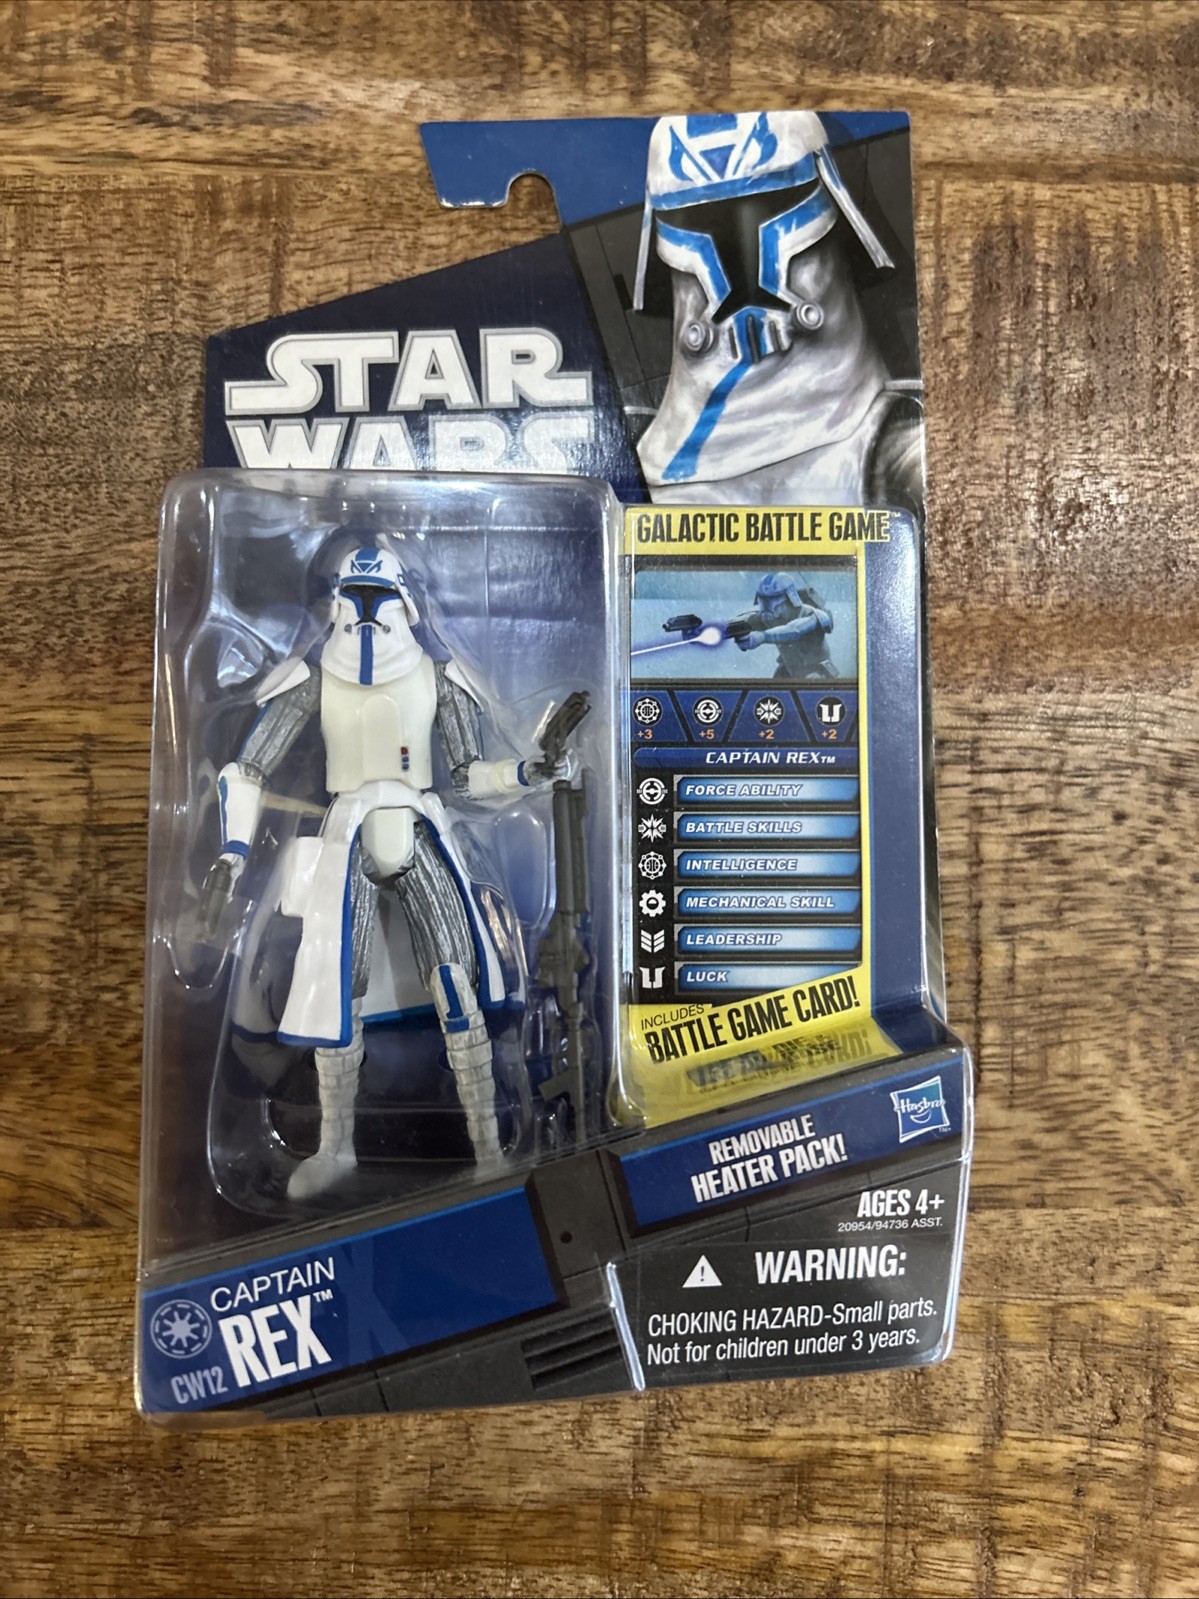 STAR
WARS
GALACTIC BATTLE GAME™
+3 +5 +2 +2
CAPTAIN REX™
FORCE ABILITY
BATTLE SKILLS
INTELLIGENCE
MECHANICAL SKILL
LEADERSHIP
LUCK
INCLUDES
BATTLE GAME CARD!
Hasbro
REMOVABLE
HEATER PACK!
AGES 4+
20954/94736 ASST.
CAPTAIN
REX™
CW12
WARNING:
CHOKING HAZARD-Small parts.
Not for children under 3 years.